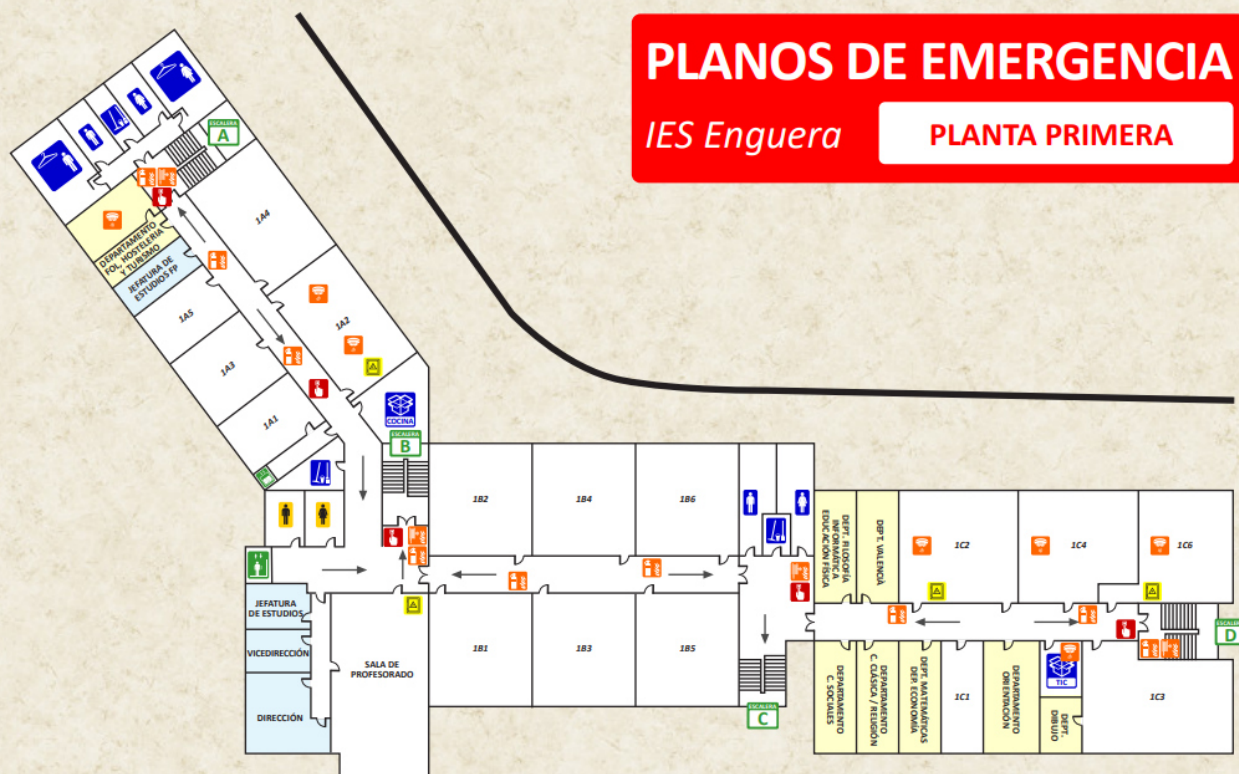 PLANOS DE EMERGENCIA
IES Enguera
PLANTA PRIMERA
ESCALERA
A
1A4
DEPARTAMENTO
FOL, HOSTELERIA
Y TURISMO
JEFATURA DE
ESTUDIOS FP
1A5
1A2
1A3
1A1
COCINA
ESCALERA
B
1B2
1B4
1B6
DEPT. FILOSOFÍA
INFORMÁTICA
EDUCACIÓN FÍSICA
DEPT. VALENCIÀ
1C2
1C4
1C6
JEFATURA
DE ESTUDIOS
VICEDIRECCIÓN
DIRECCIÓN
SALA DE
PROFESORADO
1B1
1B3
1B5
ESCALERA
C
DEPARTAMENTO
C. SOCIALES
DEPARTAMENTO
C. CLÁSICA / RELIGIÓN
DEPT. MATEMÁTICAS
DEP. ECONOMÍA
1C1
DEPARTAMENTO
ORIENTACIÓN
TIC
DEPT.
DIBUJO
1C3
ESCALERA
D